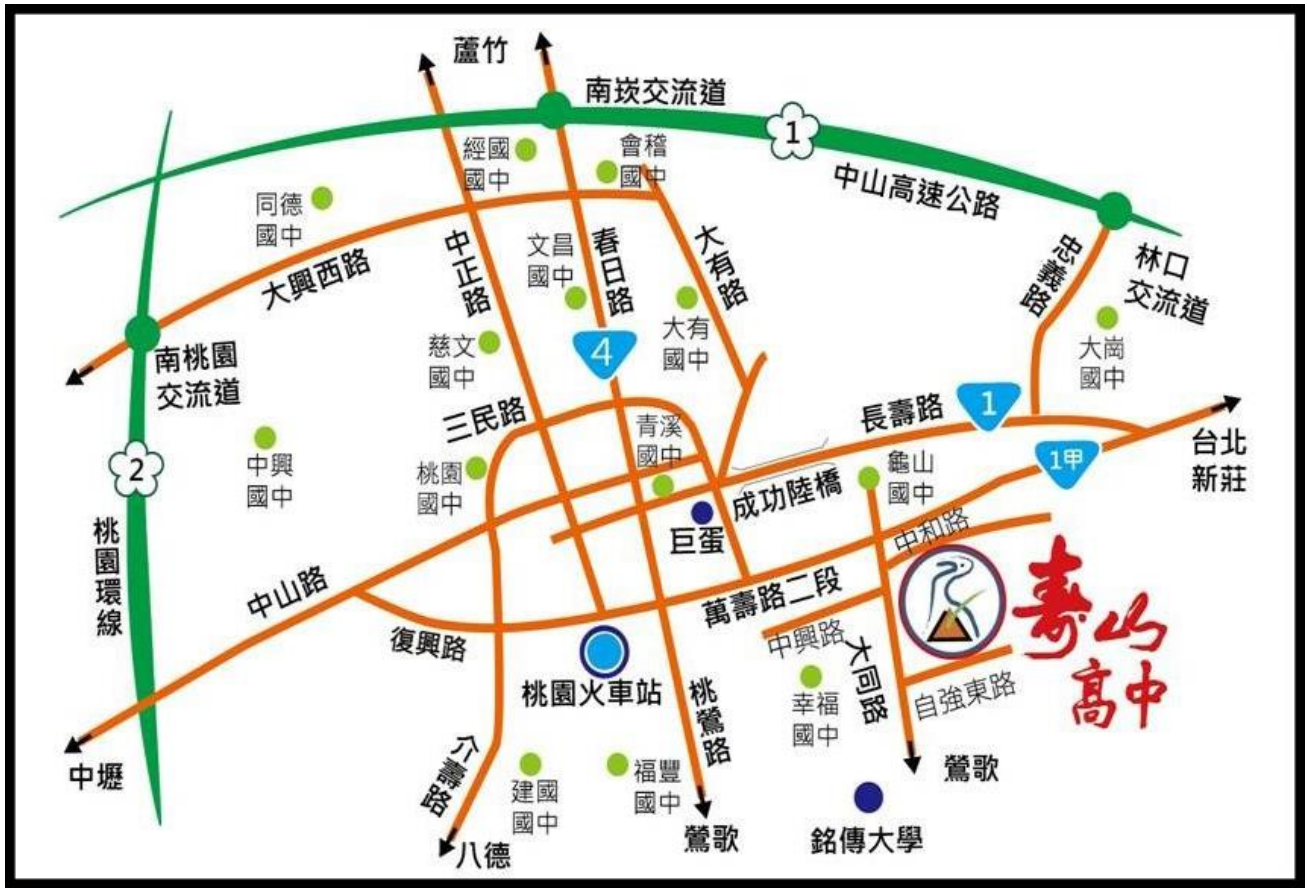 蘆竹
南崁交流道
1
中山高速公路
經國
國中
會稽
國中
同德
國中
大興西路
中正路
文昌
國中
春日路
大有路
忠義路
林口
交流道
南桃園
交流道
慈文
國中
4
大有
國中
大崗
國中
三民路
青溪
國中
長壽路
1
1甲
台北
新莊
2
中興
國中
桃園
國中
成功陸橋
龜山
國中
巨蛋
中和路
桃園環線
中山路
復興路
萬壽路二段
壽山
高中
中興路
大同路
自強東路
桃園火車站
桃鶯路
幸福
國中
中壢
介壽路
建國
國中
福豐
國中
鶯歌
八德
鶯歌
銘傳大學